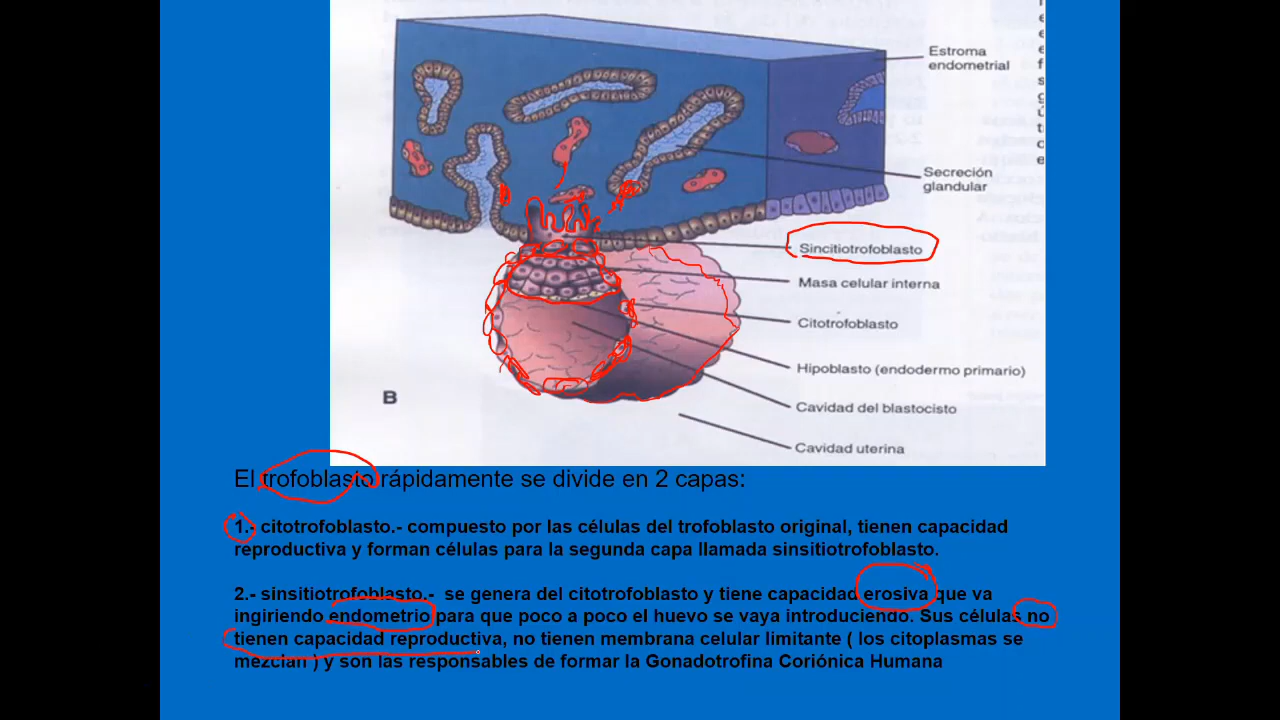 Estroma
endometrial
Secreción
glandular
Sincitiotrofoblasto
Masa celular interna
Citotrofoblasto
Hipoblasto (endodermo primario)
Cavidad del blastocisto
Cavidad uterina
B
El trofoblasto rápidamente se divide en 2 capas:
1.- citotrofoblasto.- compuesto por las células del trofoblasto original, tienen capacidad
reproductiva y forman células para la segunda capa llamada sinsitiotrofoblasto.
2.- sinsitiotrofoblasto.- se genera del citotrofoblasto y tiene capacidad erosiva que va
ingiriendo endometrio para que poco a poco el huevo se vaya introduciendo. Sus células no
tienen capacidad reproductiva, no tienen membrana celular limitante ( los citoplasmas se
mezclan ) y son las responsables de formar la Gonadotrofina Coriónica Humana